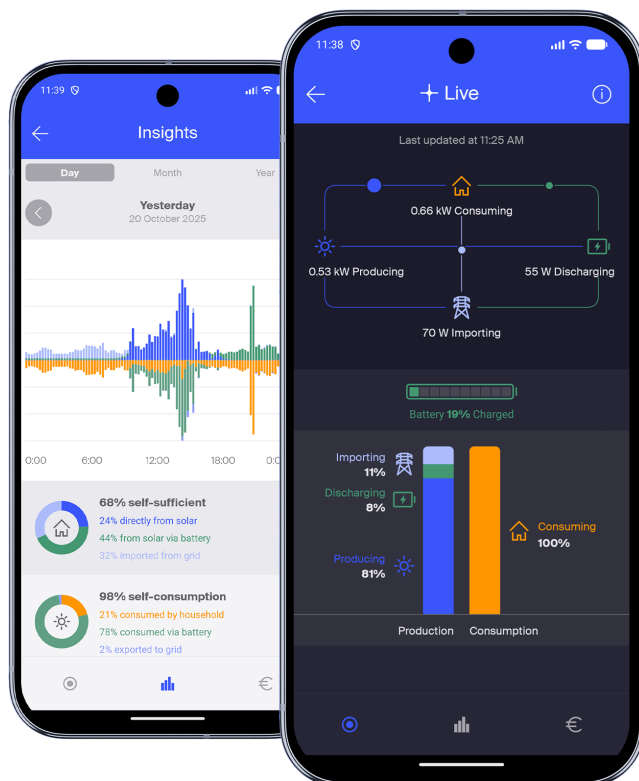 11:39
Insights
Day Month Year
Yesterday
20 October 2025
0:00 6:00 12:00 18:00
68% self-sufficient
24% directly from solar
44% from solar via battery
32% imported from grid
98% self-consumption
21% consumed by household
78% consumed via battery
2% exported to grid
€
11:38
Live
Last updated at 11:25 AM
0.66 kW Consuming
0.53 kW Producing
55 W Discharging
70 W Importing
Battery 19% Charged
Importing
11%
Discharging
8%
Producing
81%
Consuming
100%
Production Consumption
€